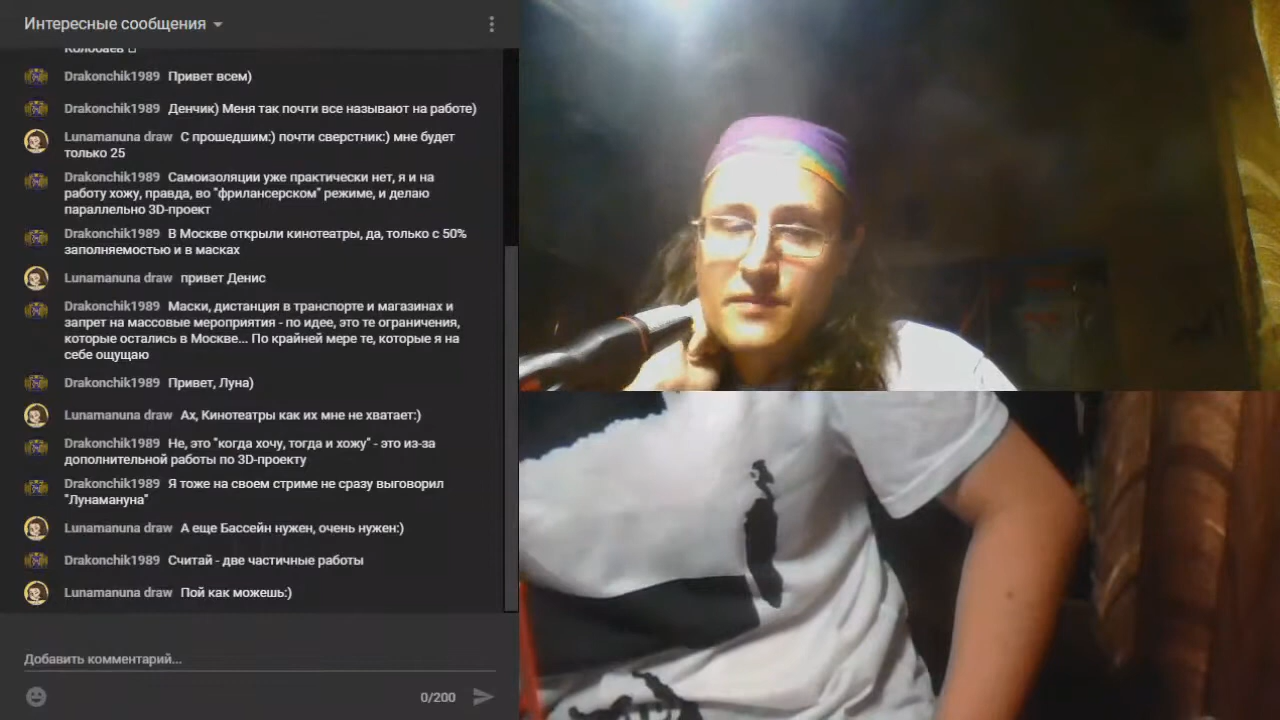 Интересные сообщения
Колобаев
Drakonchik1989 Привет всем)
Drakonchik1989 Денчик) Меня так почти все называют на работе)
Lunamanuna draw С прошедшим:) почти сверстник:) мне будет
только 25
Drakonchik1989 Самоизоляции уже практически нет, я и на
работу хожу, правда, во "фрилансерском" режиме, и делаю
параллельно 3D-проект
Drakonchik1989 В Москве открыли кинотеатры, да, только с 50%
заполняемостью и в масках
Lunamanuna draw привет Денис
Drakonchik1989 Маски, дистанция в транспорте и магазинах и
запрет на массовые мероприятия - по идее, это те ограничения,
которые остались в Москве... По крайней мере те, которые я на
себе ощущаю
Drakonchik1989 Привет, Луна)
Lunamanuna draw Ах, Кинотеатры как их мне не хватает:)
Drakonchik1989 Не, это "когда хочу, тогда и хожу" - это из-за
дополнительной работы по 3D-проекту
Drakonchik1989 Я тоже на своем стриме не сразу выговорил
"Лунамануна"
Lunamanuna draw А еще Бассейн нужен, очень нужен:)
Drakonchik1989 Считай - две частичные работы
Lunamanuna draw Пой как можешь:)
Добавить комментарий...
0/200